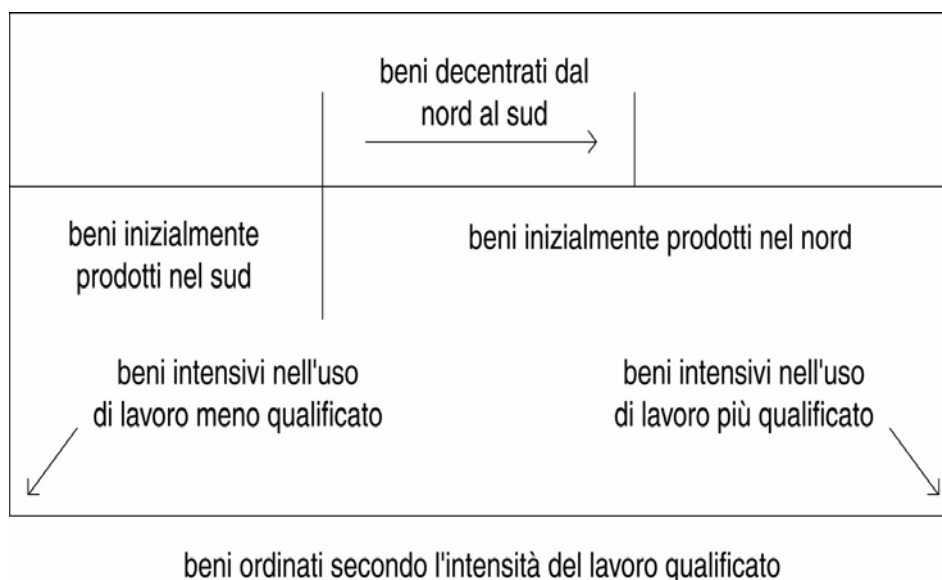 beni decentrati dal
nord al sud
beni inizialmente
prodotti nel sud
beni inizialmente prodotti nel nord
beni intensivi nell'uso
di lavoro meno qualificato
beni intensivi nell'uso
di lavoro più qualificato
beni ordinati secondo l'intensità del lavoro qualificato